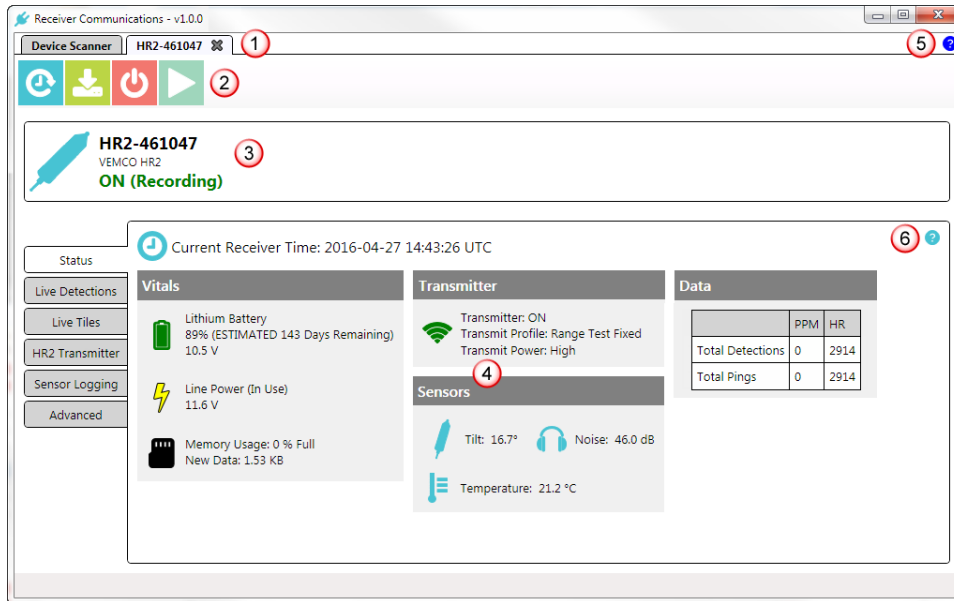 Receiver Communications - v1.0.0
Device Scanner HR2-461047 1 5 ?
2
HR2-461047
VEMCO HR2
ON (Recording)
3
Current Receiver Time: 2016-04-27 14:43:26 UTC
6 ?
Status
Live Detections
Live Tiles
HR2 Transmitter
Sensor Logging
Advanced
Vitals
Lithium Battery
89% (ESTIMATED 143 Days Remaining)
10.5 V
Line Power (In Use)
11.6 V
Memory Usage: 0 % Full
New Data: 1.53 KB
Transmitter
Transmitter: ON
Transmit Profile: Range Test Fixed
Transmit Power: High
4
Sensors
Tilt: 16.7° Noise: 46.0 dB
Temperature: 21.2 °C
Data
PPM HR
Total Detections 0 2914
Total Pings 0 2914